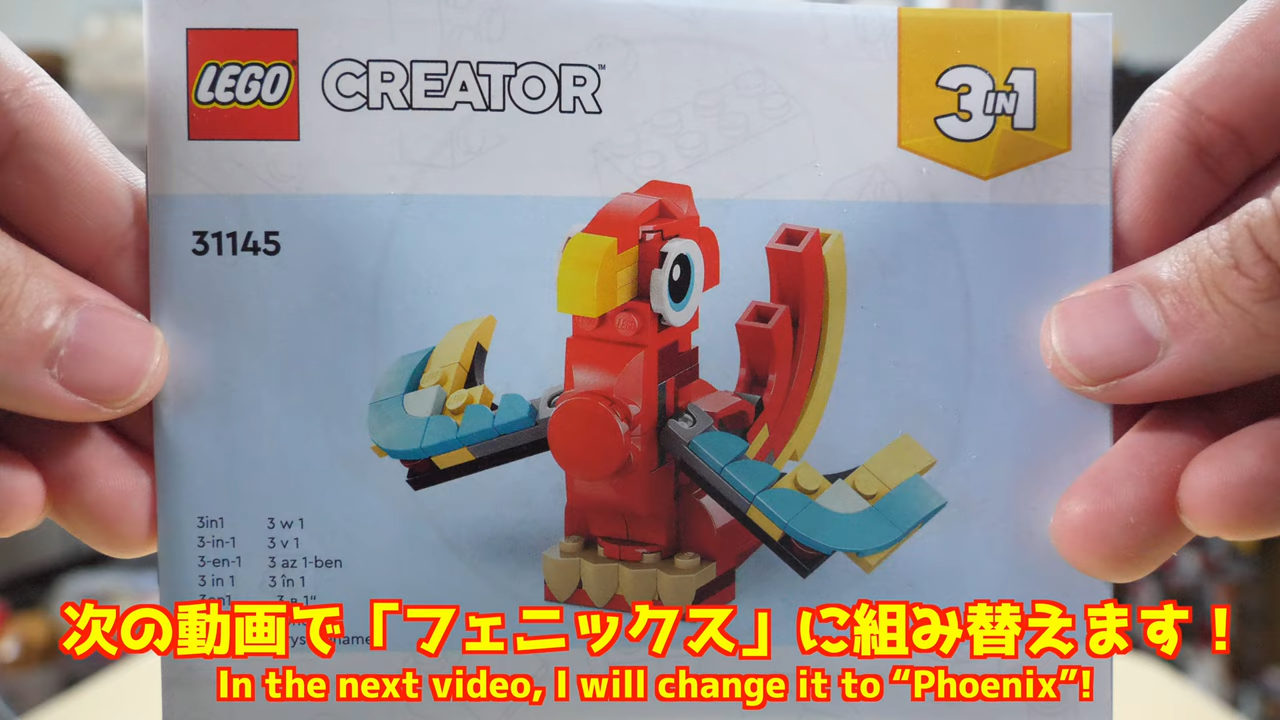 LEGO
CREATOR™
3 IN 1
31145
3in1 3 w 1
3-in-1 3 v 1
3-en-1 3 az 1-ben
3 in 1 3 în 1
次の動画で「フェニックス」に組み替えます！
In the next video, I will change it to “Phoenix”!